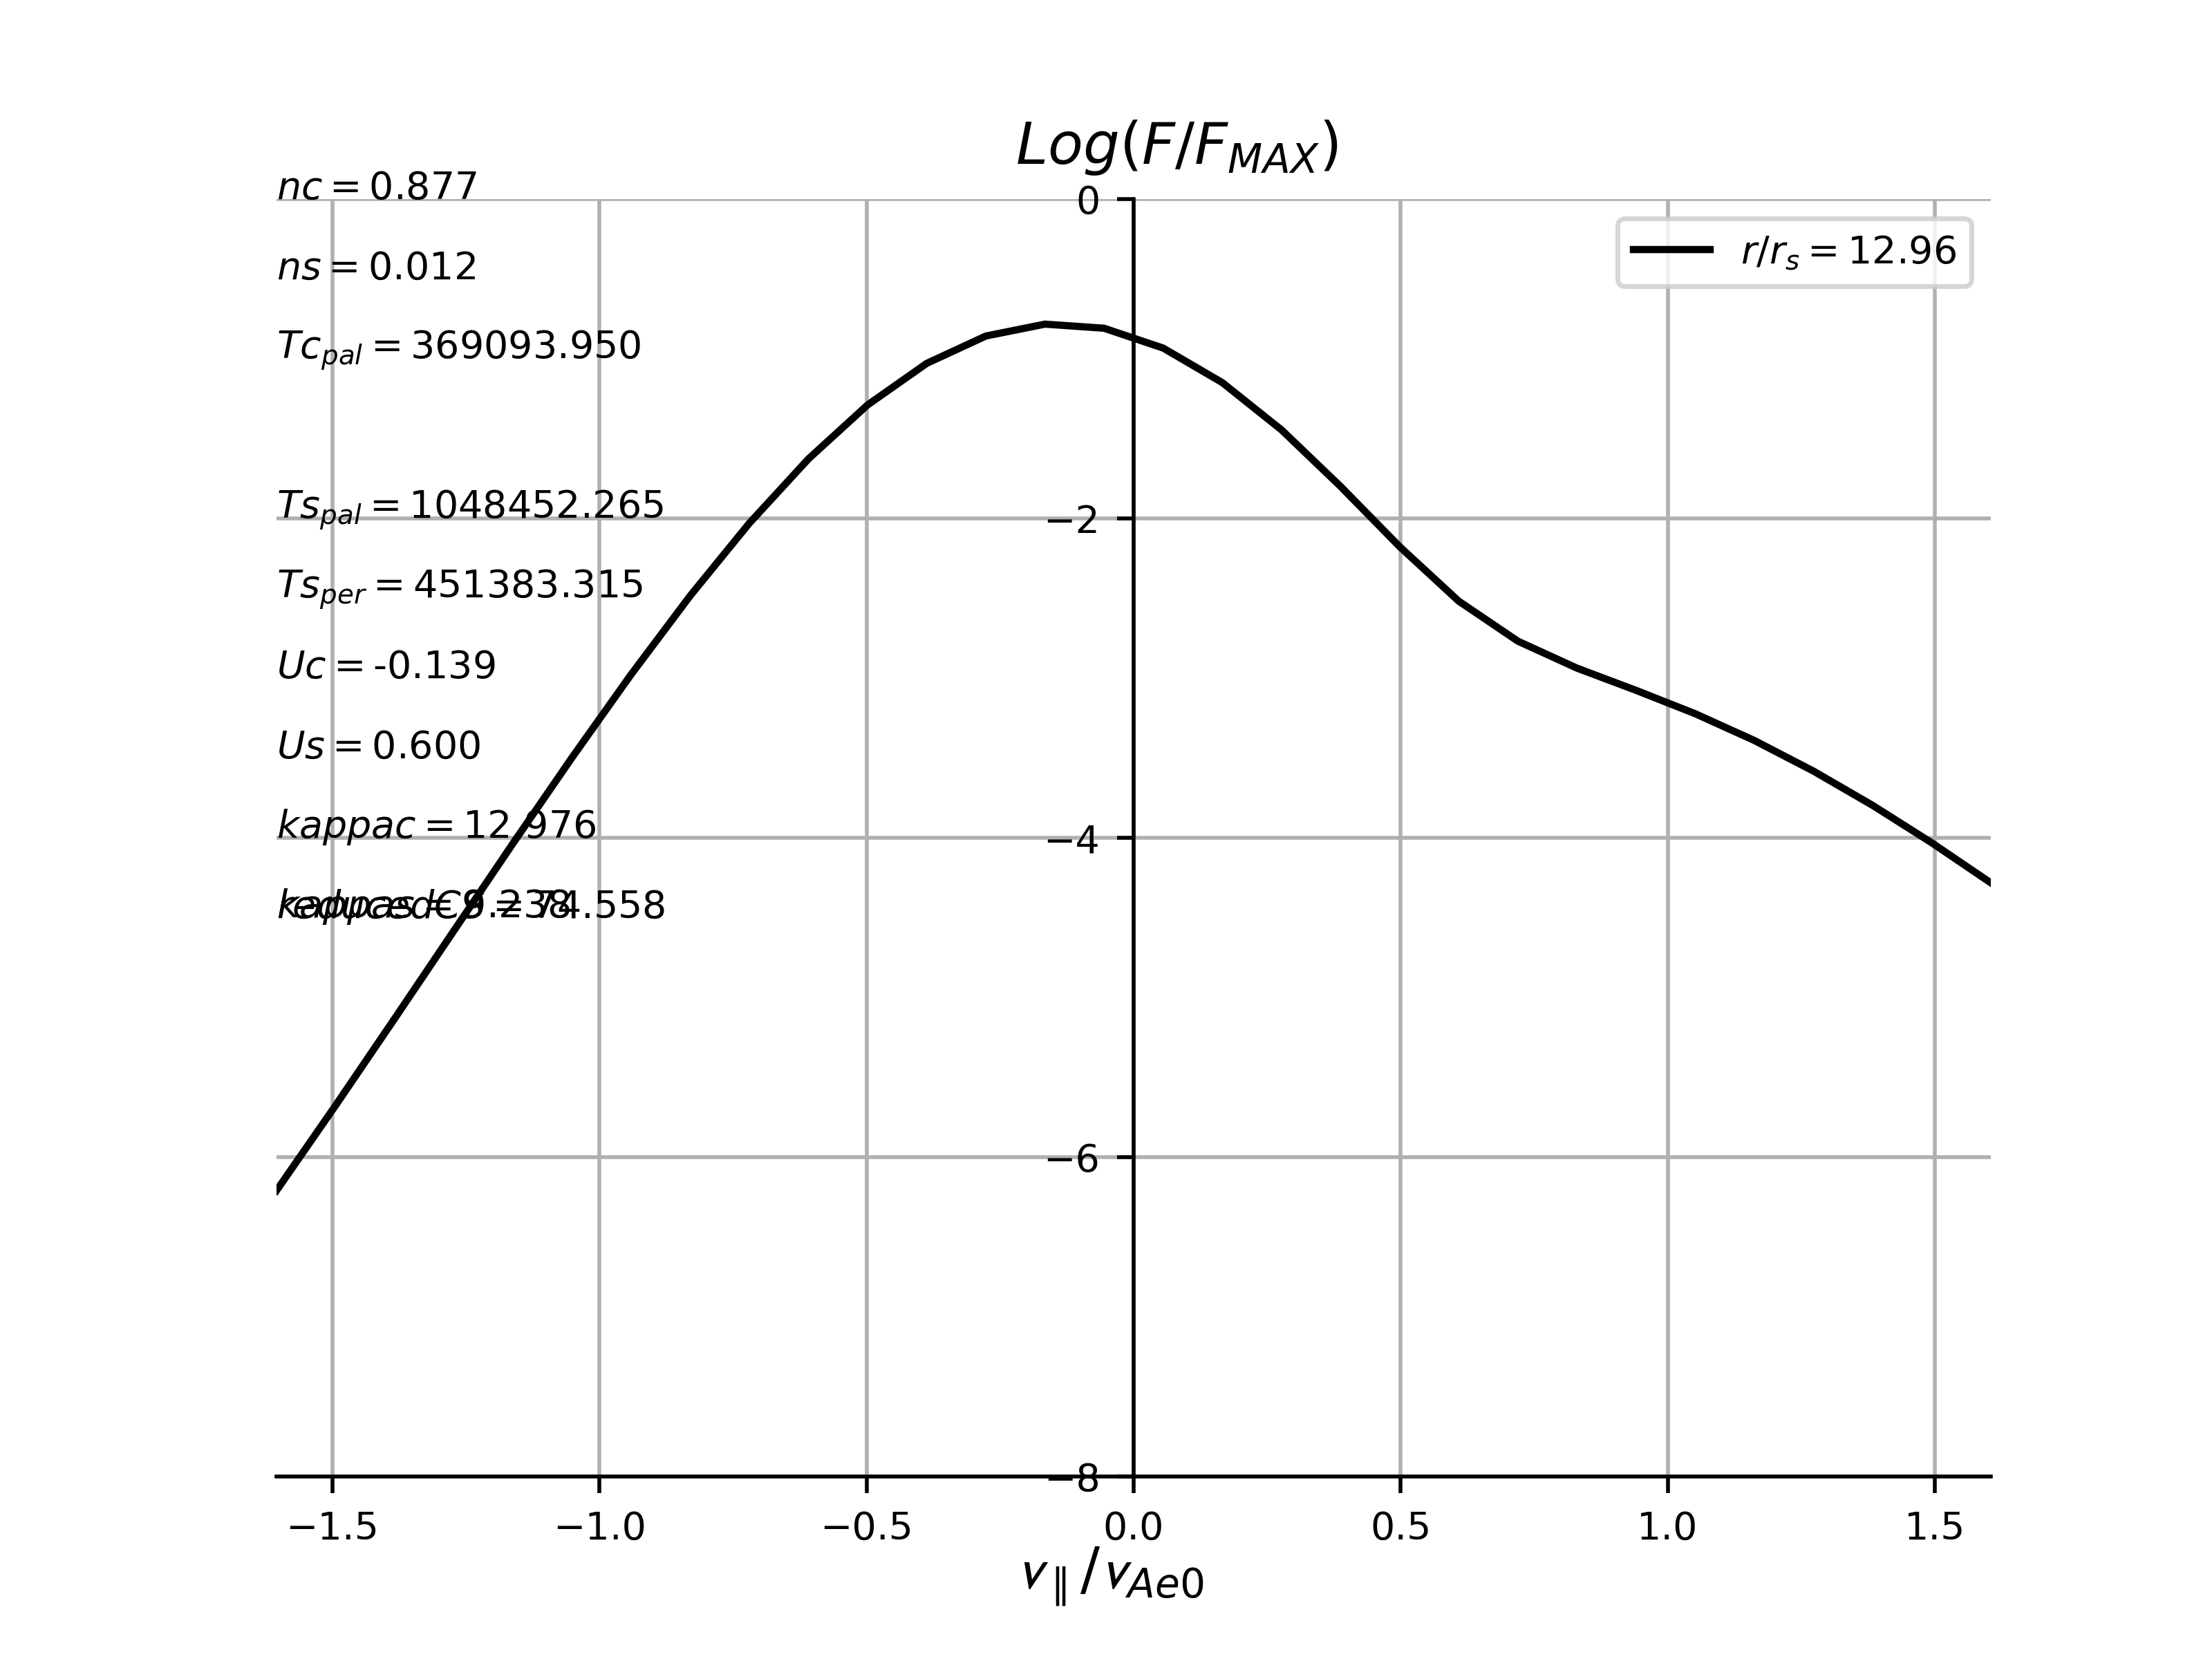 Log(F/F_MAX)
nc = 0.877
0
r/r_s = 12.96
ns = 0.012
Tc_pal = 369093.950
Ts_pal = 1048452.265
−2
Ts_per = 451383.315
Uc = -0.139
Us = 0.600
kappac = 12.976
−4
−6
−8
−1.5 −1.0 −0.5 0.0 0.5 1.0 1.5
v_∥/v_Ae0